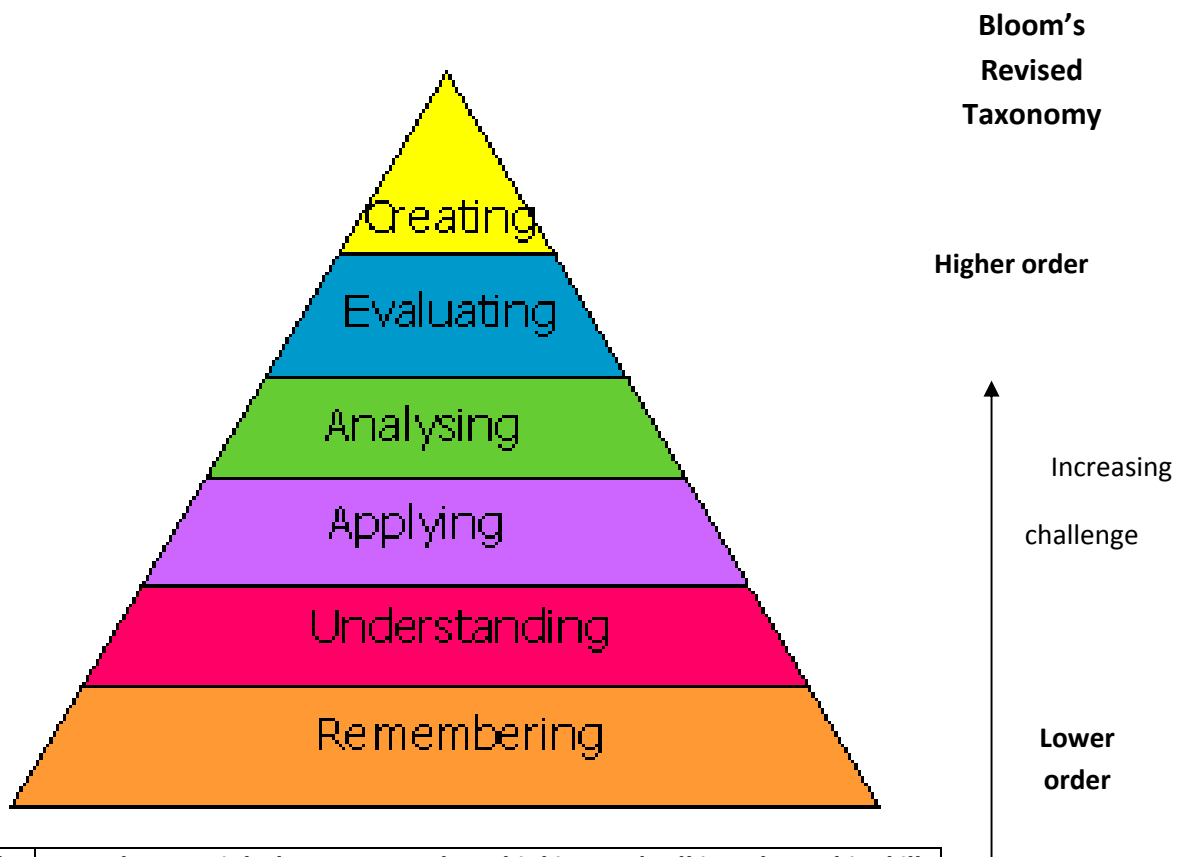 Bloom’s
Revised
Taxonomy
Creating
Higher order
Evaluating
Analysing
Increasing
Applying
challenge
Understanding
Remembering
Lower
order